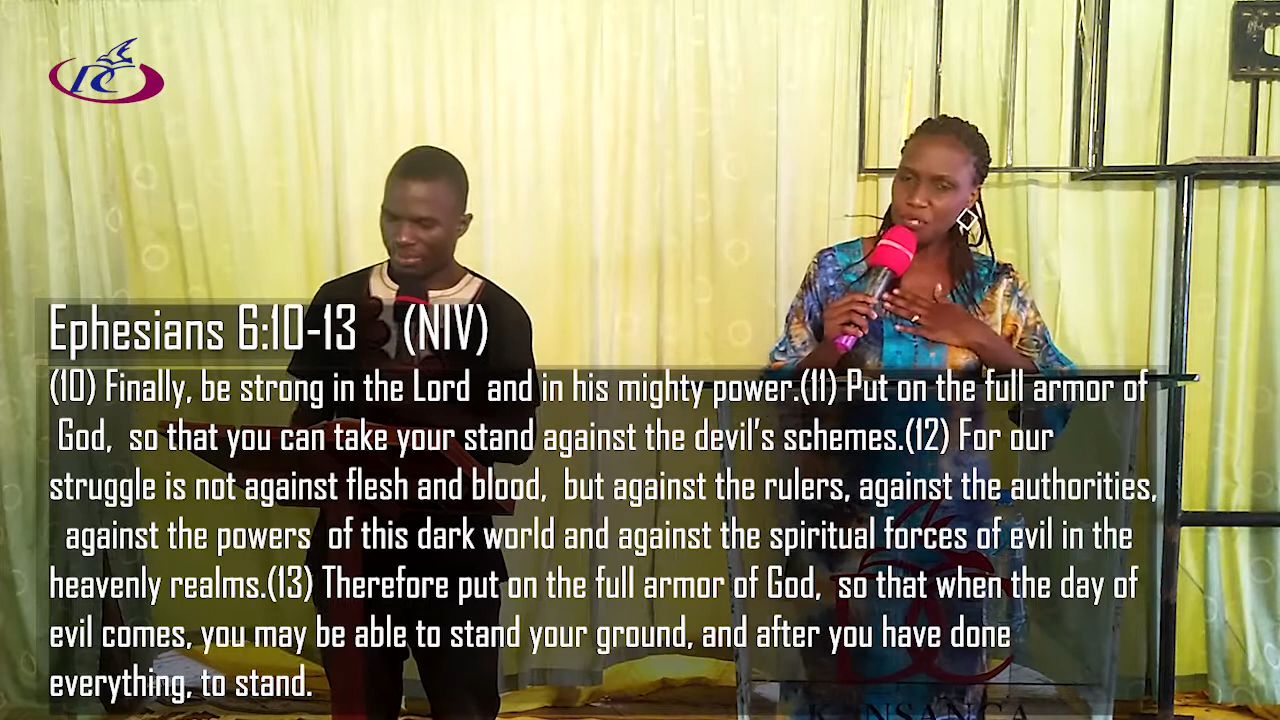 DC
Ephesians 6:10-13 (NIV)
(10) Finally, be strong in the Lord and in his mighty power.(11) Put on the full armor of
God, so that you can take your stand against the devil's schemes.(12) For our
struggle is not against flesh and blood, but against the rulers, against the authorities,
against the powers of this dark world and against the spiritual forces of evil in the
heavenly realms.(13) Therefore put on the full armor of God, so that when the day of
evil comes, you may be able to stand your ground, and after you have done
everything, to stand.
KANSANGA